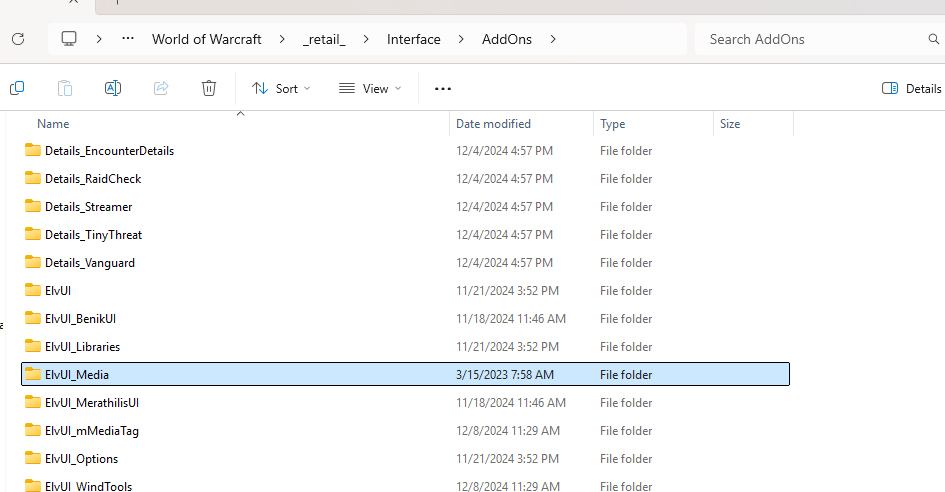 World of Warcraft > _retail_ > Interface > AddOns >
Search AddOns
Sort
View
Details
Name Date modified Type Size
Details_EncounterDetails 12/4/2024 4:57 PM File folder
Details_RaidCheck 12/4/2024 4:57 PM File folder
Details_Streamer 12/4/2024 4:57 PM File folder
Details_TinyThreat 12/4/2024 4:57 PM File folder
Details_Vanguard 12/4/2024 4:57 PM File folder
ElvUI 11/21/2024 3:52 PM File folder
ElvUI_BenikUI 11/18/2024 11:46 AM File folder
ElvUI_Libraries 11/21/2024 3:52 PM File folder
ElvUI_Media 3/15/2023 7:58 AM File folder
ElvUI_MerathilisUI 11/18/2024 11:46 AM File folder
ElvUI_mMediaTag 12/8/2024 11:29 AM File folder
ElvUI_Options 11/21/2024 3:52 PM File folder
ElvUI_WindTools 12/8/2024 11:29 AM File folder